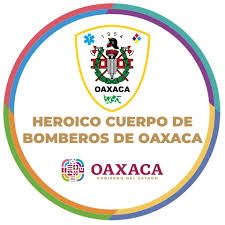 1954
OAXACA
HEROICO CUERPO DE
BOMBEROS DE OAXACA
OAXACA
GOBIERNO DEL ESTADO